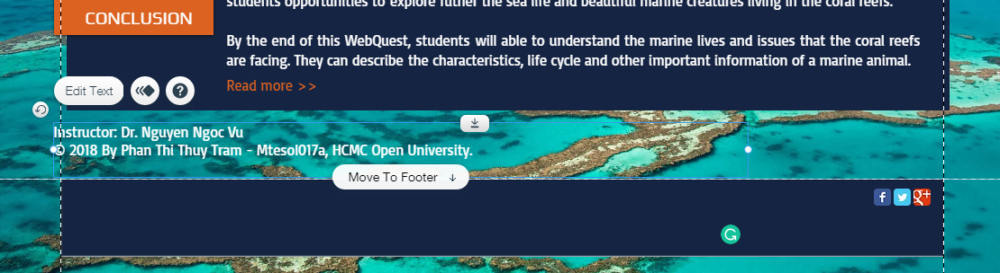 students opportunities to explore futher the sea life and beautiful marine creatures living in the coral reefs.
CONCLUSION
By the end of this WebQuest, students will able to understand the marine lives and issues that the coral reefs
are facing. They can describe the characteristics, life cycle and other important information of a marine animal.
Read more >>
Edit Text
?
Instructor: Dr. Nguyen Ngoc Vu
© 2018 By Phan Thi Thuy Tram - Mtesol017a, HCMC Open University.
Move To Footer ↓
f
g+
G